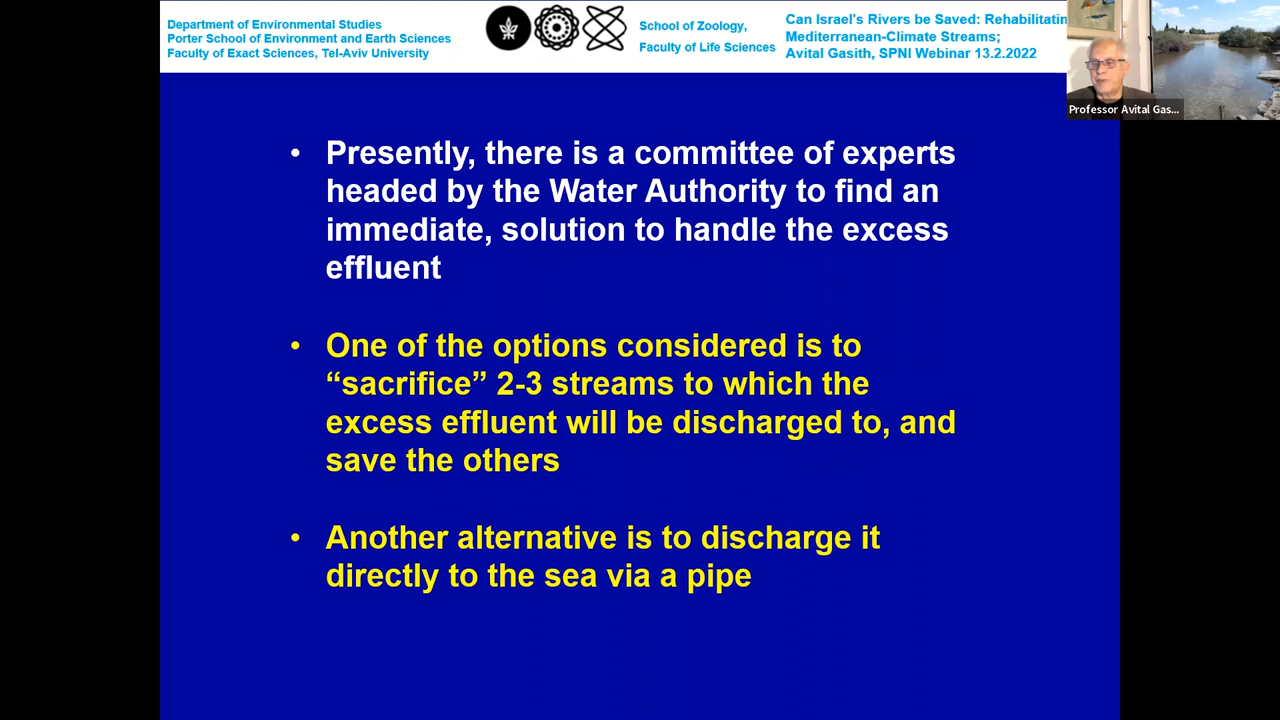 Department of Environmental Studies
Porter School of Environment and Earth Sciences
Faculty of Exact Sciences, Tel-Aviv University
School of Zoology,
Faculty of Life Sciences
Can Israel's Rivers be Saved: Rehabilitatin
Mediterranean-Climate Streams;
Avital Gasith, SPNI Webinar 13.2.2022
Professor Avital Gas...
• Presently, there is a committee of experts
headed by the Water Authority to find an
immediate, solution to handle the excess
effluent
• One of the options considered is to
“sacrifice” 2-3 streams to which the
excess effluent will be discharged to, and
save the others
• Another alternative is to discharge it
directly to the sea via a pipe